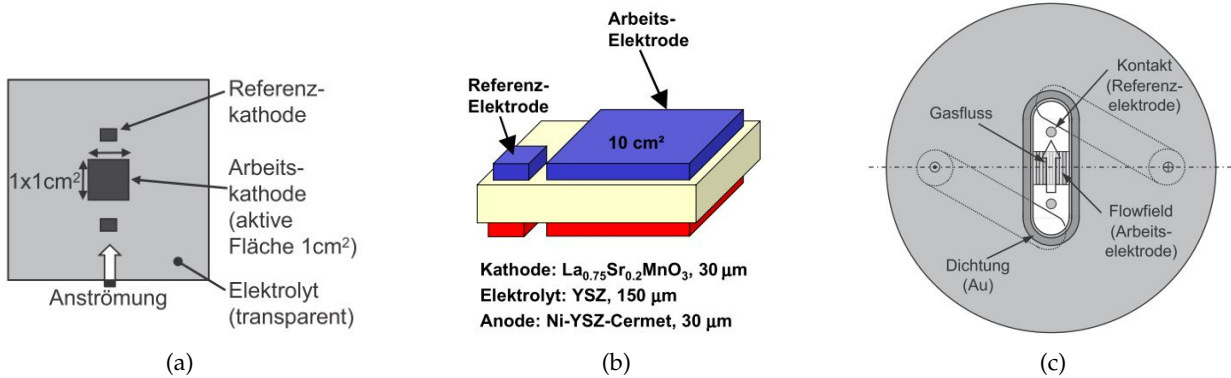 Referenz-
kathode
1x1cm²
Arbeits-
kathode
(aktive
Fläche 1cm²)
Anströmung
Elektrolyt
(transparent)
(a)
Arbeits-
Elektrode
Referenz-
Elektrode
10 cm²
Kathode: La₀.₇₅Sr₀.₂MnO₃, 30 µm
Elektrolyt: YSZ, 150 µm
Anode: Ni-YSZ-Cermet, 30 µm
(b)
Kontakt
(Referenz-
elektrode)
Gasfluss
Flowfield
(Arbeits-
elektrode)
Dichtung
(Au)
(c)